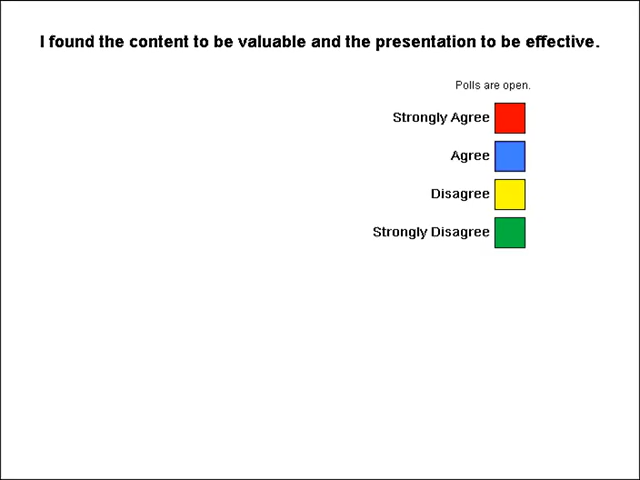 I found the content to be valuable and the presentation to be effective.
Polls are open.
Strongly Agree
Agree
Disagree
Strongly Disagree